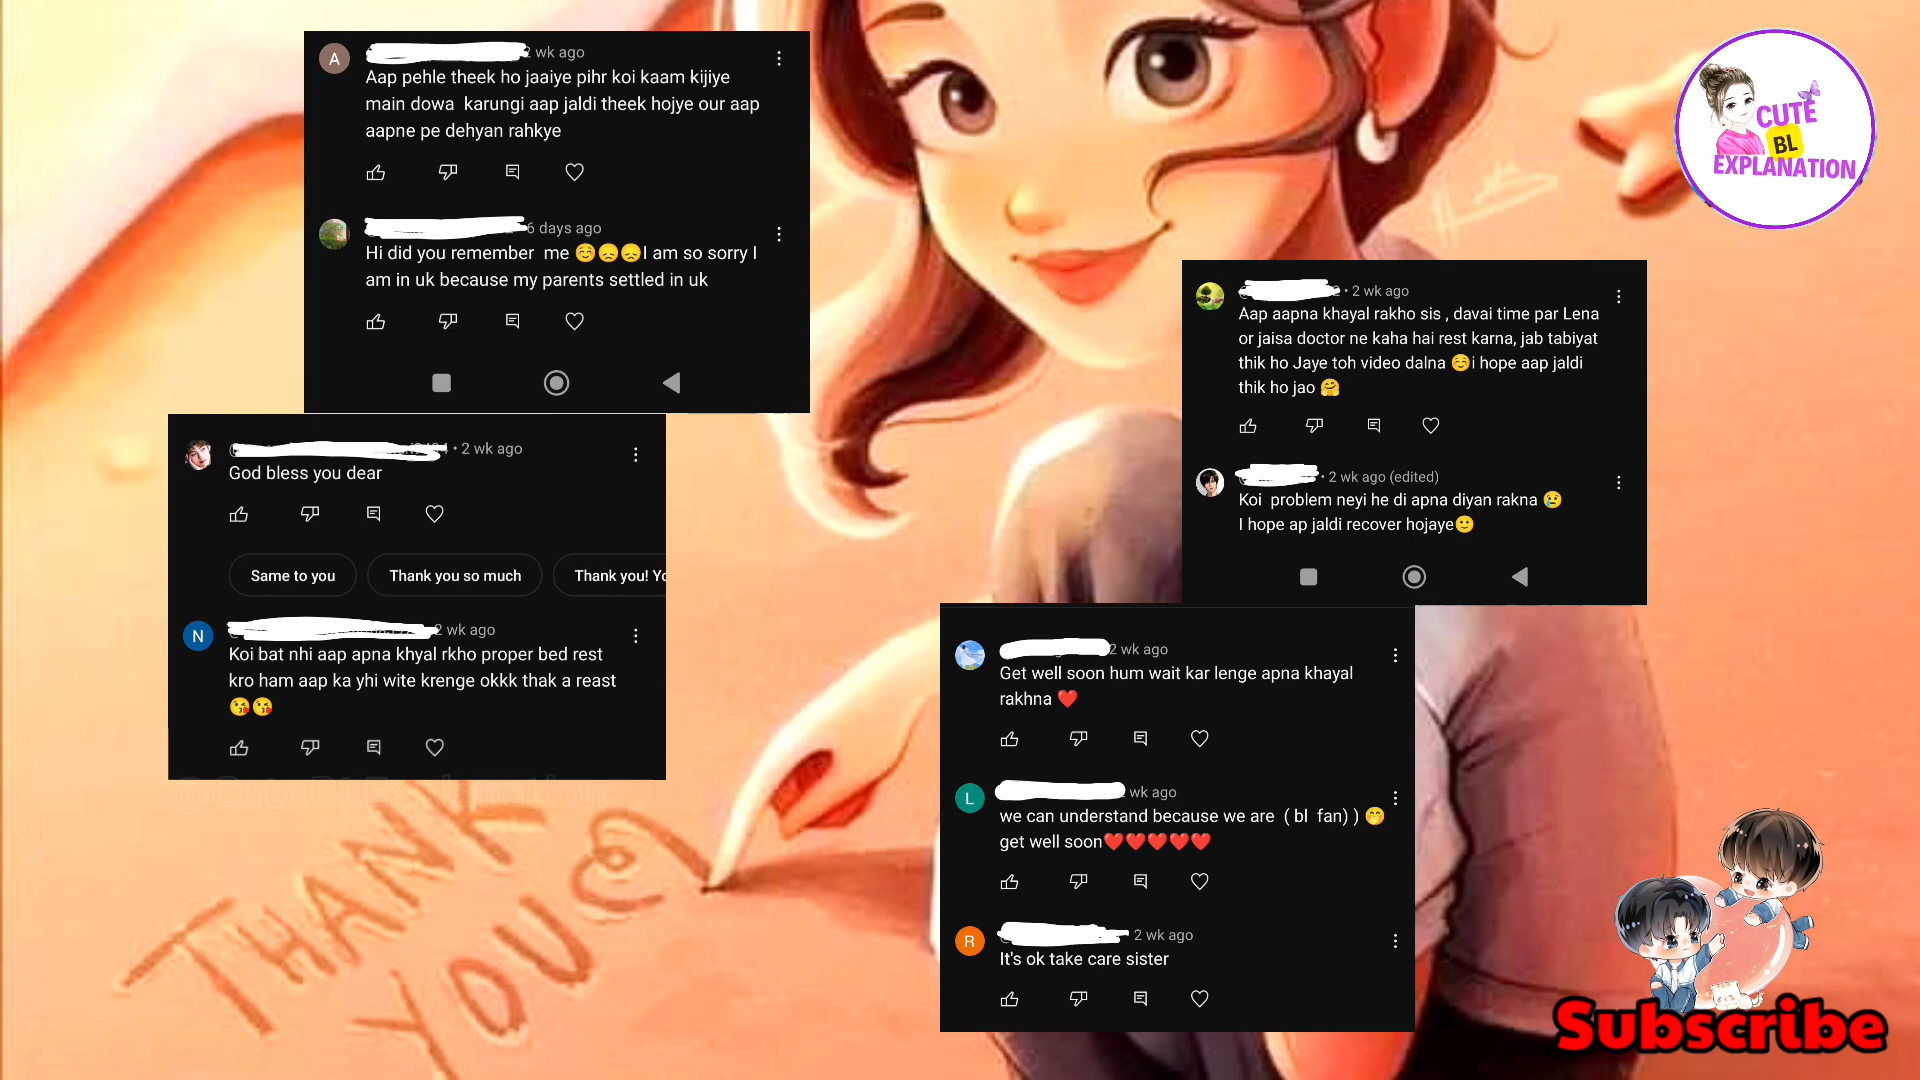 A
2 wk ago
Aap pehle theek ho jaaiye pihr koi kaam kijiye
main dowa karungi aap jaldi theek hojye our aap
aapne pe dehyan rahkye
6 days ago
Hi did you remember me ☺️😞😞I am so sorry I
am in uk because my parents settled in uk
• 2 wk ago
God bless you dear
Same to you
Thank you so much
Thank you!
N
2 wk ago
Koi bat nhi aap apna khyal rkho proper bed rest
kro ham aap ka yhi wite krenge okkk thak a reast
😘😘
CUTE
BL
EXPLANATION
• 2 wk ago
Aap aapna khayal rakho sis , davai time par Lena
or jaisa doctor ne kaha hai rest karna, jab tabiyat
thik ho Jaye toh video dalna ☺️i hope aap jaldi
thik ho jao 🤗
• 2 wk ago (edited)
Koi problem neyi he di apna diyan rakna 😢
I hope ap jaldi recover hojaye🙂
2 wk ago
Get well soon hum wait kar lenge apna khayal
rakhna ❤️
L
wk ago
we can understand because we are ( bl fan) ) 🤭
get well soon❤️❤️❤️❤️❤️
R
2 wk ago
It's ok take care sister
THANK
YOU
Subscribe